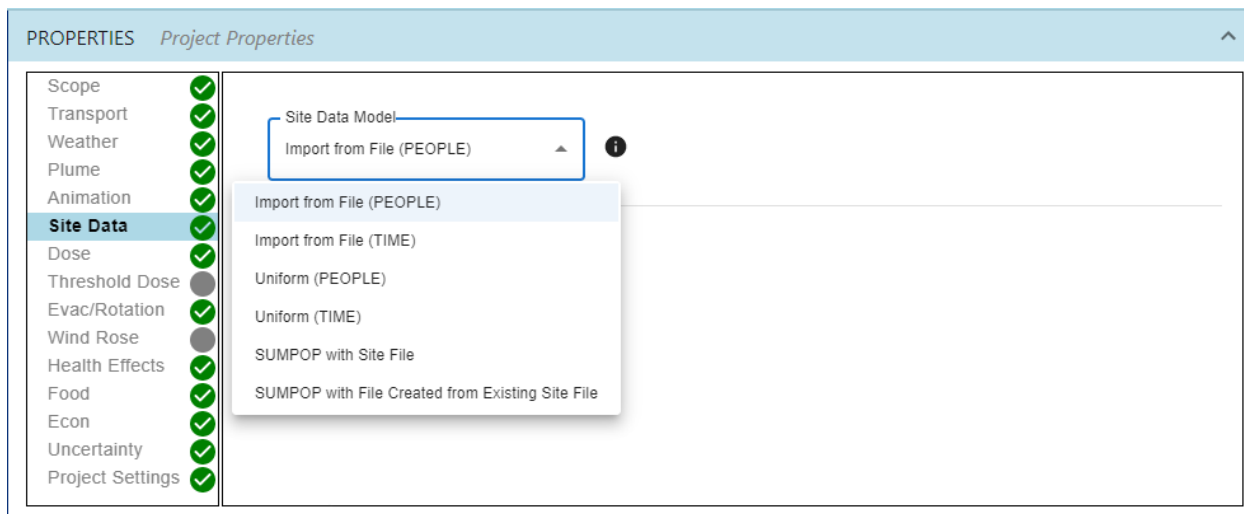 PROPERTIES Project Properties
Scope
Transport
Weather
Plume
Animation
Site Data
Dose
Threshold Dose
Evac/Rotation
Wind Rose
Health Effects
Food
Econ
Uncertainty
Project Settings
Site Data Model
Import from File (PEOPLE)
Import from File (PEOPLE)
Import from File (TIME)
Uniform (PEOPLE)
Uniform (TIME)
SUMPOP with Site File
SUMPOP with File Created from Existing Site File